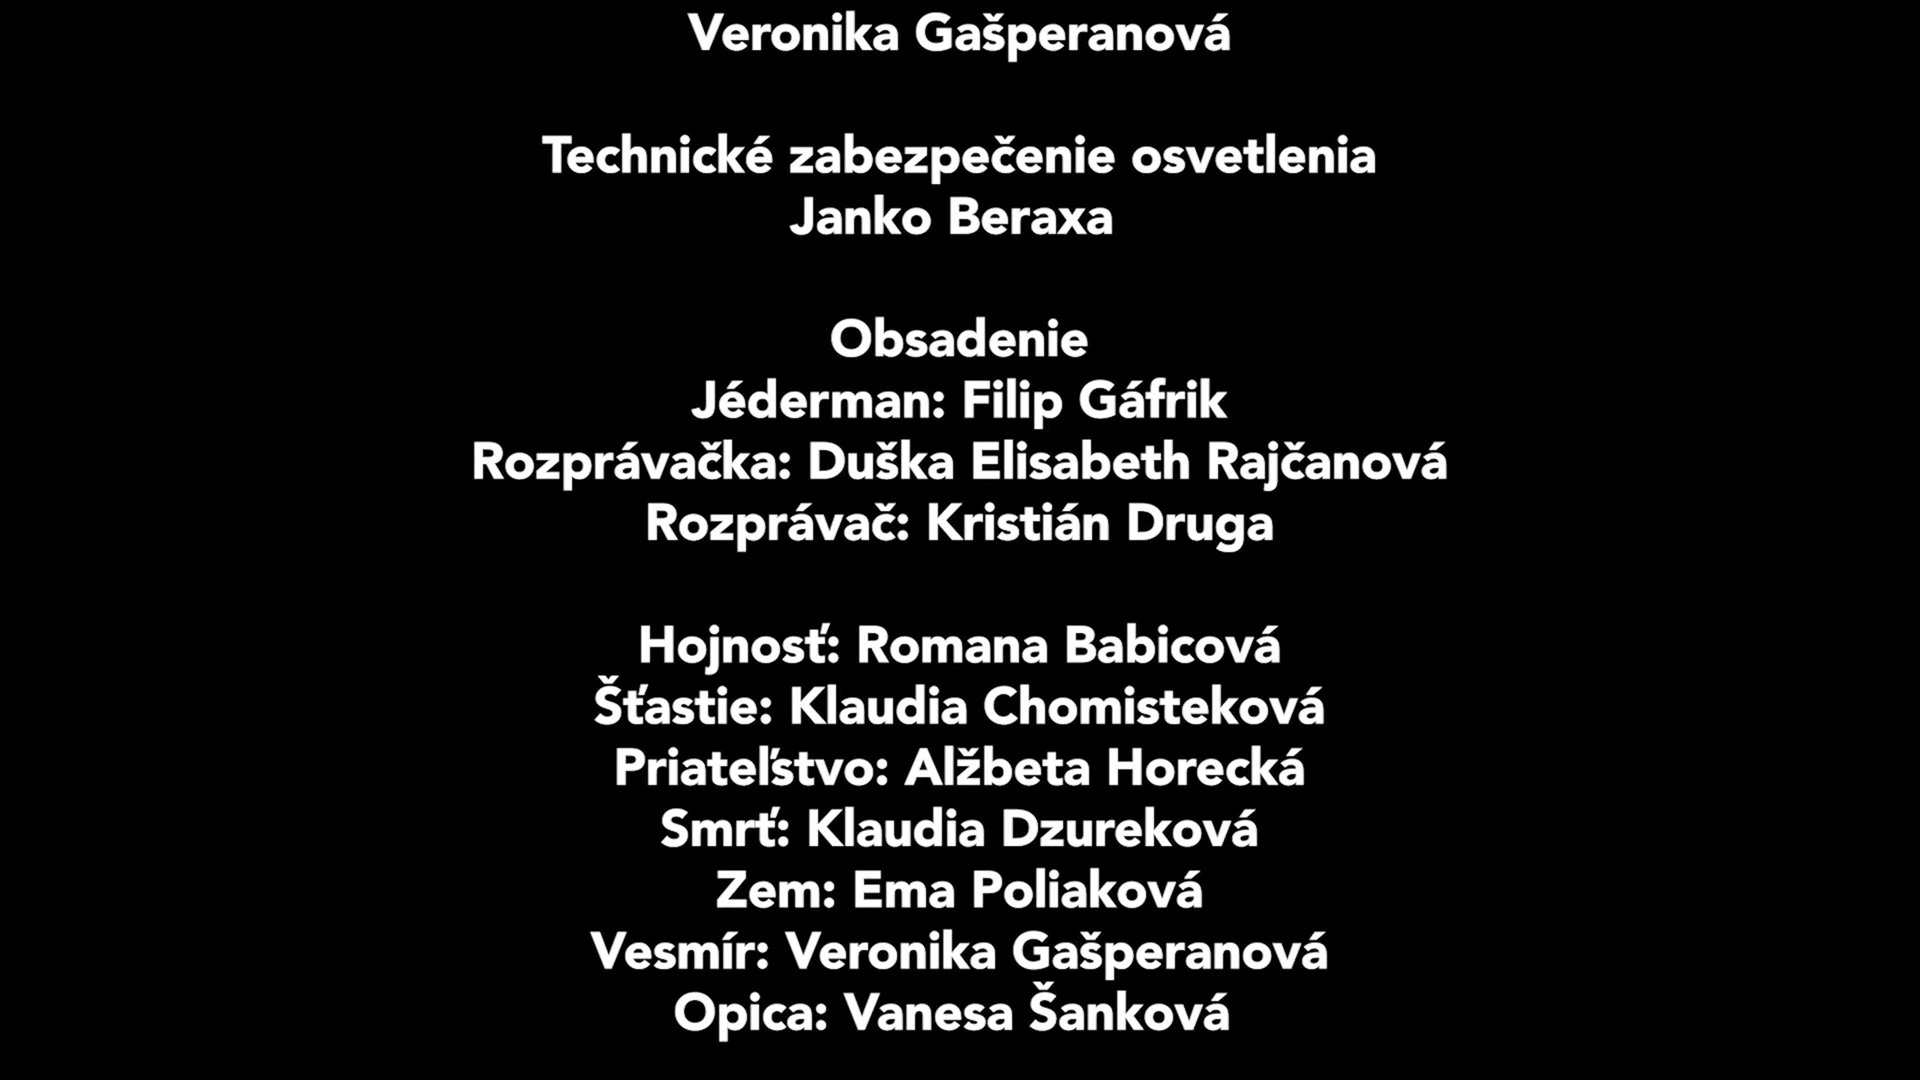 Veronika Gašperanová
Technické zabezpečenie osvetlenia
Janko Beraxa
Obsadenie
Jéderman: Filip Gáfrik
Rozprávačka: Duška Elisabeth Rajčanová
Rozprávač: Kristián Druga
Hojnosť: Romana Babicová
Šťastie: Klaudia Chomisteková
Priateľstvo: Alžbeta Horecká
Smrť: Klaudia Dzureková
Zem: Ema Poliaková
Vesmír: Veronika Gašperanová
Opica: Vanesa Šanková